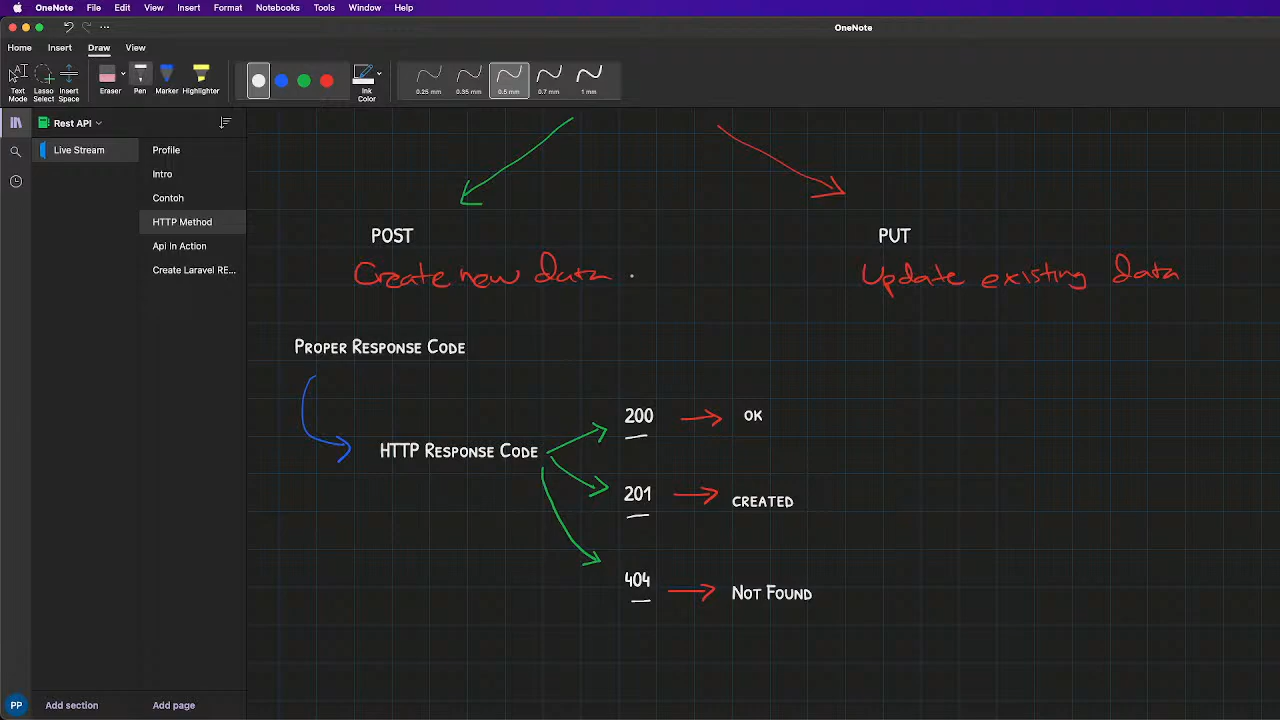 OneNote File Edit View Insert Format Notebooks Tools Window Help
OneNote
Home Insert Draw View
Text Mode
Lasso Select
Insert Space
Eraser
Pen
Marker
Highlighter
Ink Color
0.25 mm
0.35 mm
0.5 mm
0.7 mm
1 mm
Rest API
Live Stream
Profile
Intro
Contoh
HTTP Method
Api In Action
Create Laravel RE...
POST
Create new data
PUT
Update existing data
Proper Response Code
HTTP Response Code
200
OK
201
CREATED
404
Not Found
PP
Add section
Add page